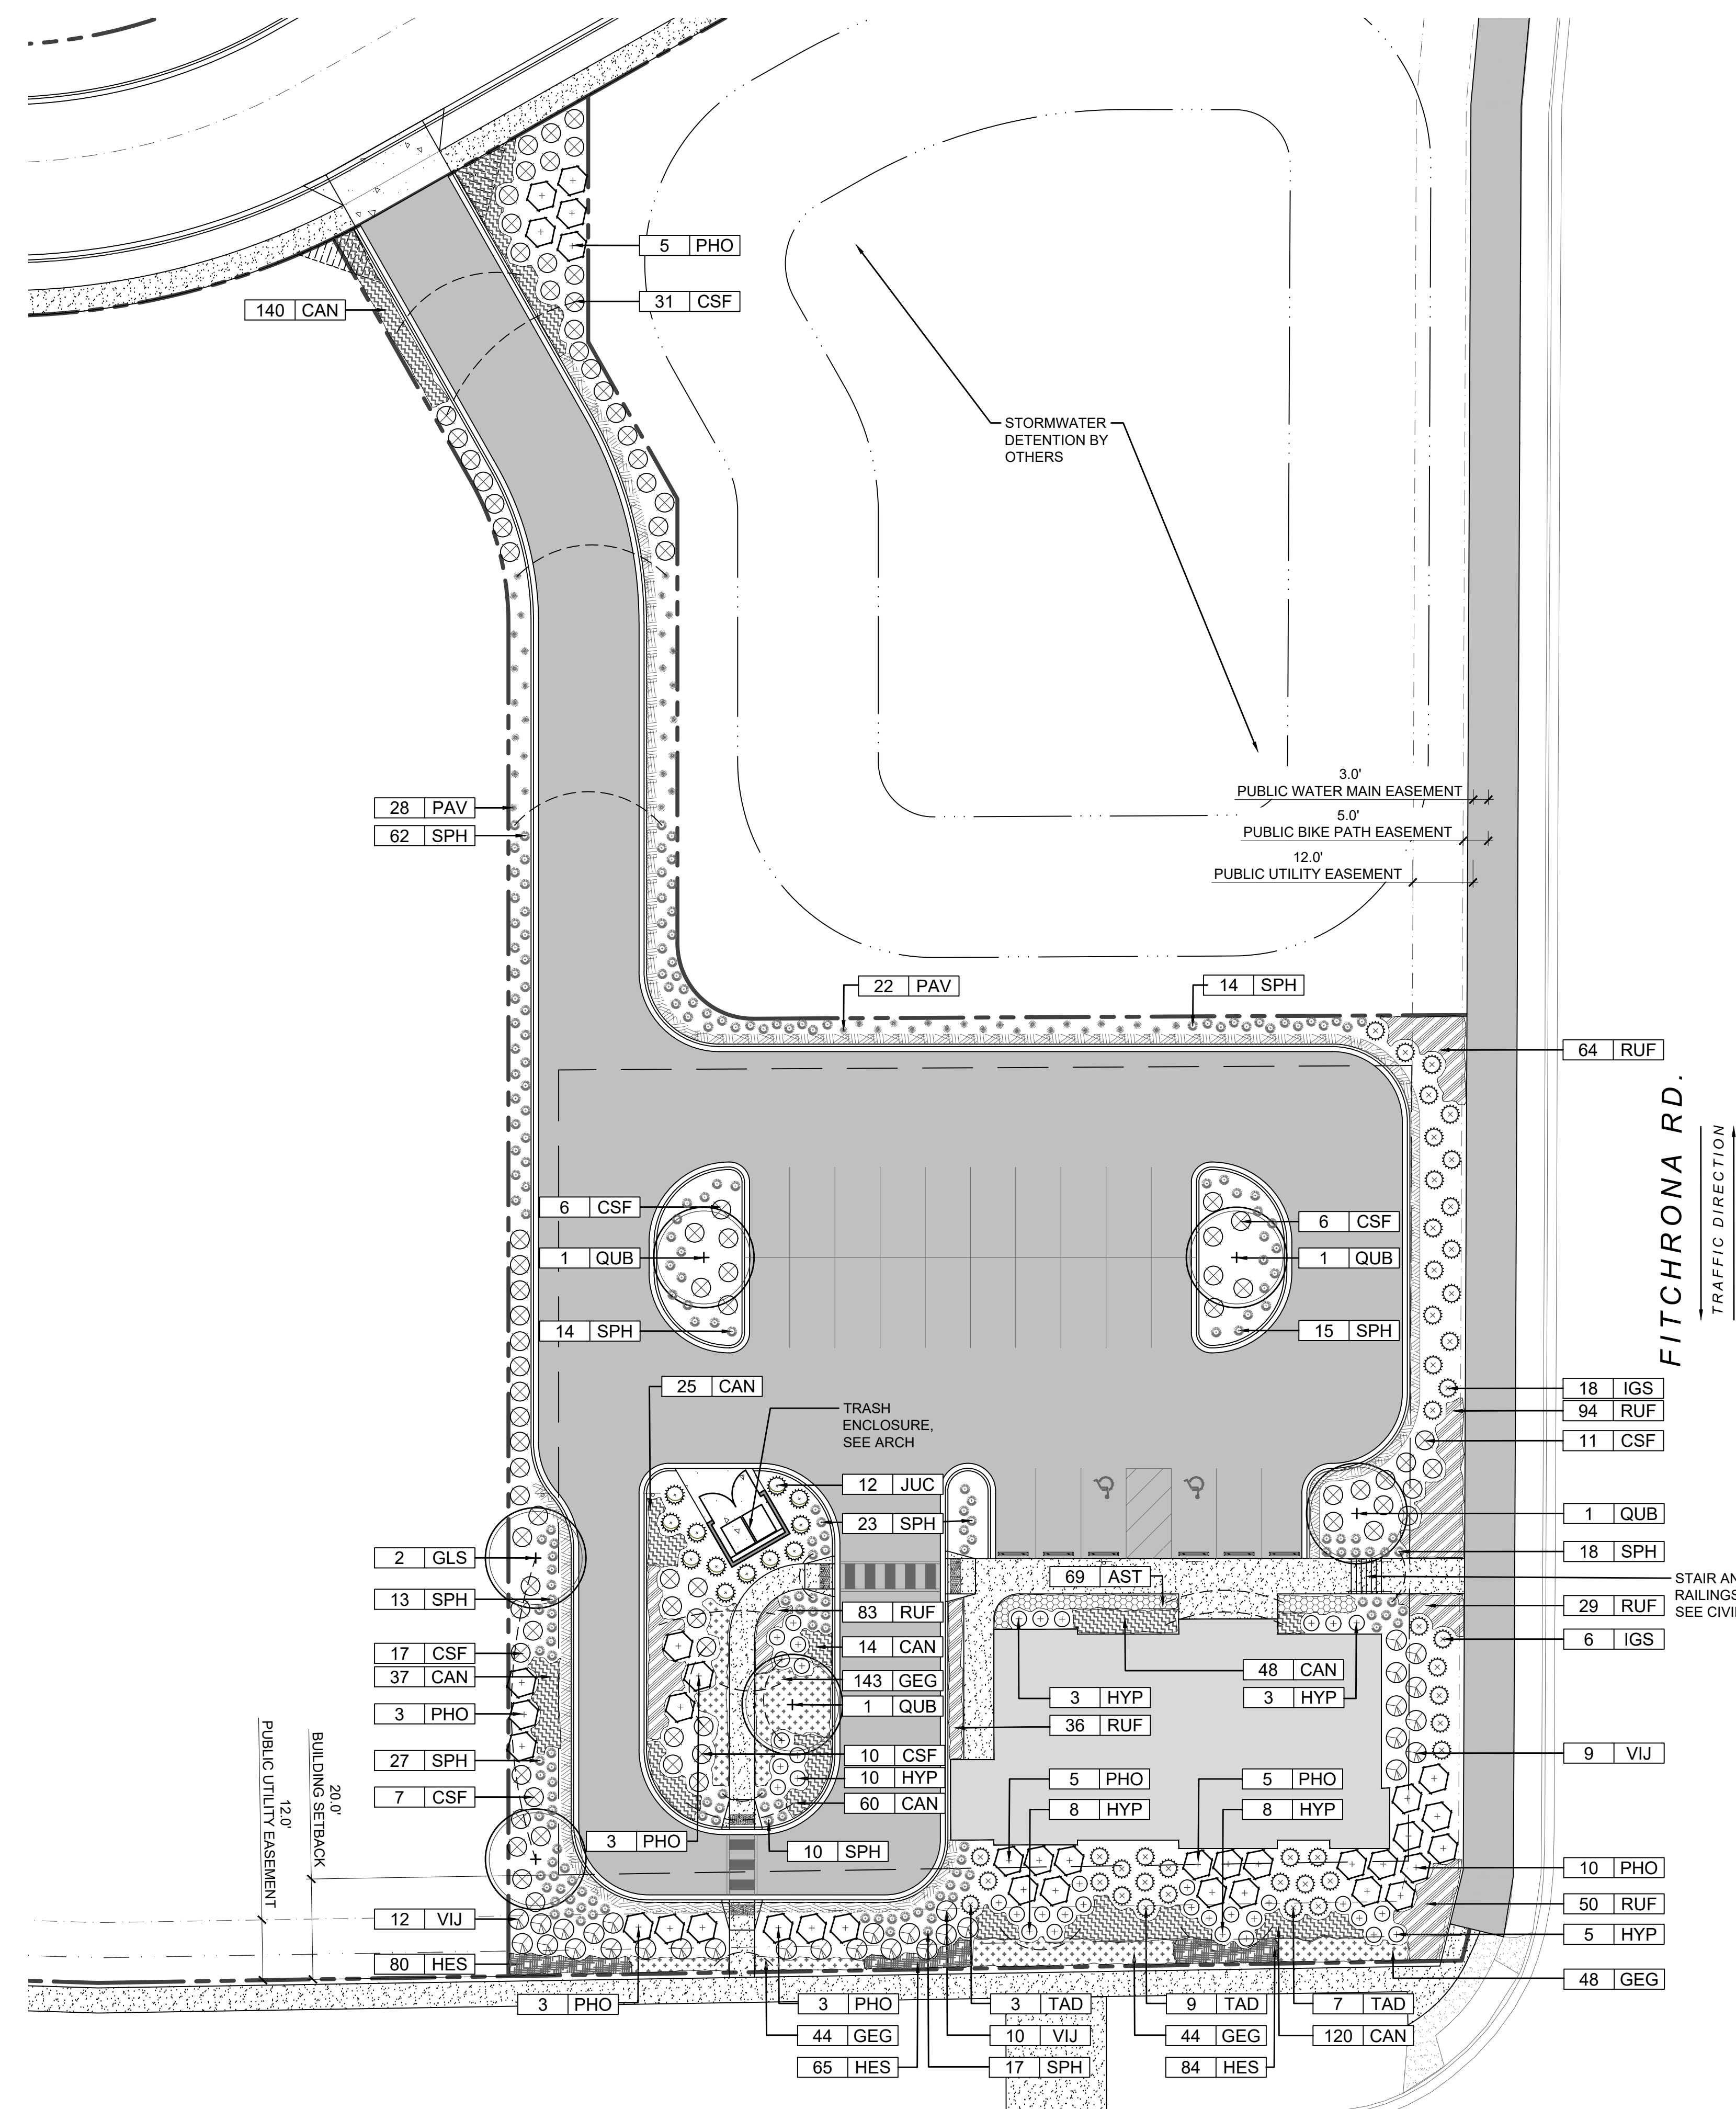 5 PHO
31 CSF
140 CAN
STORMWATER
DETENTION BY
OTHERS
3.0'
PUBLIC WATER MAIN EASEMENT
5.0'
PUBLIC BIKE PATH EASEMENT
12.0'
PUBLIC UTILITY EASEMENT
28 PAV
62 SPH
22 PAV
14 SPH
64 RUF
FITCHRONA RD.
TRAFFIC DIRECTION
6 CSF
1 QUB
14 SPH
6 CSF
1 QUB
15 SPH
25 CAN
TRASH
ENCLOSURE,
SEE ARCH
18 IGS
94 RUF
11 CSF
12 JUC
23 SPH
1 QUB
18 SPH
2 GLS
13 SPH
69 AST
STAIR AN
RAILINGS
SEE CIVI
29 RUF
6 IGS
83 RUF
14 CAN
143 GEG
1 QUB
17 CSF
37 CAN
3 PHO
27 SPH
7 CSF
48 CAN
3 HYP
3 HYP
36 RUF
9 VIJ
10 CSF
10 HYP
60 CAN
5 PHO
8 HYP
5 PHO
8 HYP
3 PHO
10 SPH
20.0'
BUILDING SETBACK
12.0'
PUBLIC UTILITY EASEMENT
10 PHO
50 RUF
5 HYP
48 GEG
12 VIJ
80 HES
3 PHO
3 PHO
44 GEG
65 HES
3 TAD
10 VIJ
17 SPH
9 TAD
44 GEG
84 HES
7 TAD
120 CAN